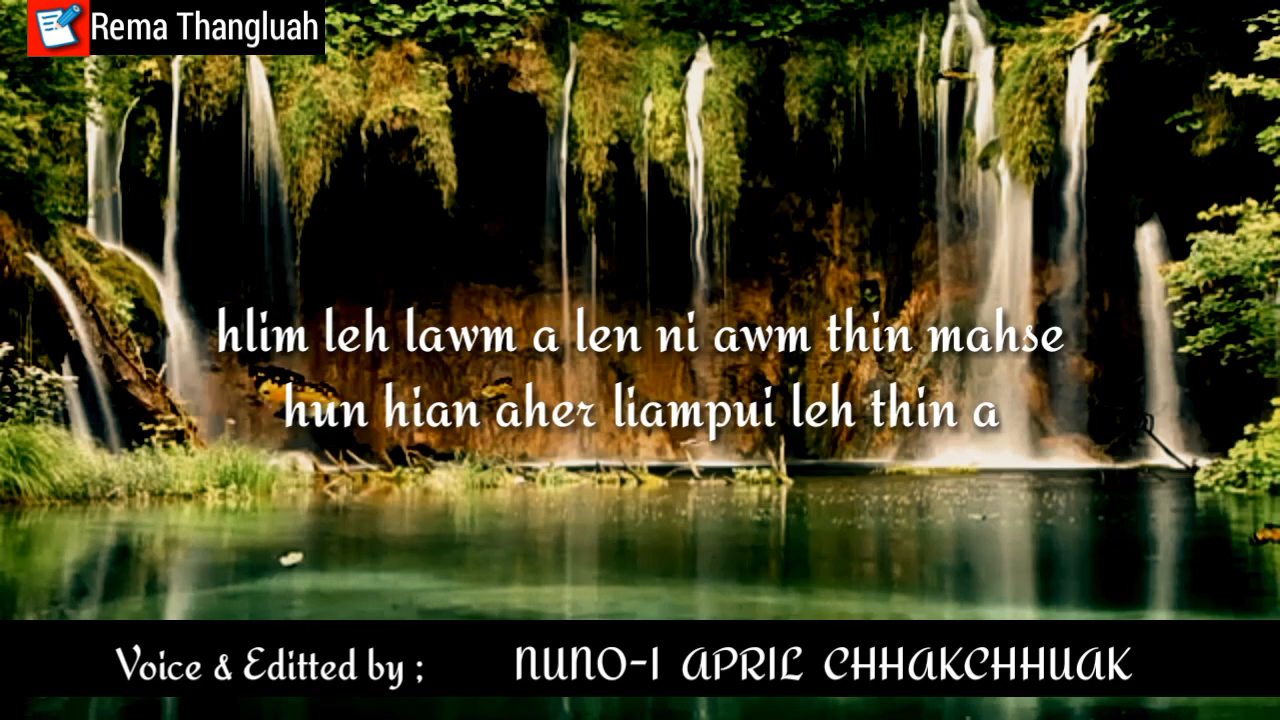 Rema Thangluah
hlim leh lawm a len ni awm thin mahse
hun hian aher liampui leh thin a
Voice & Editted by ; NUNO-I APRIL CHHAKCHHUAK